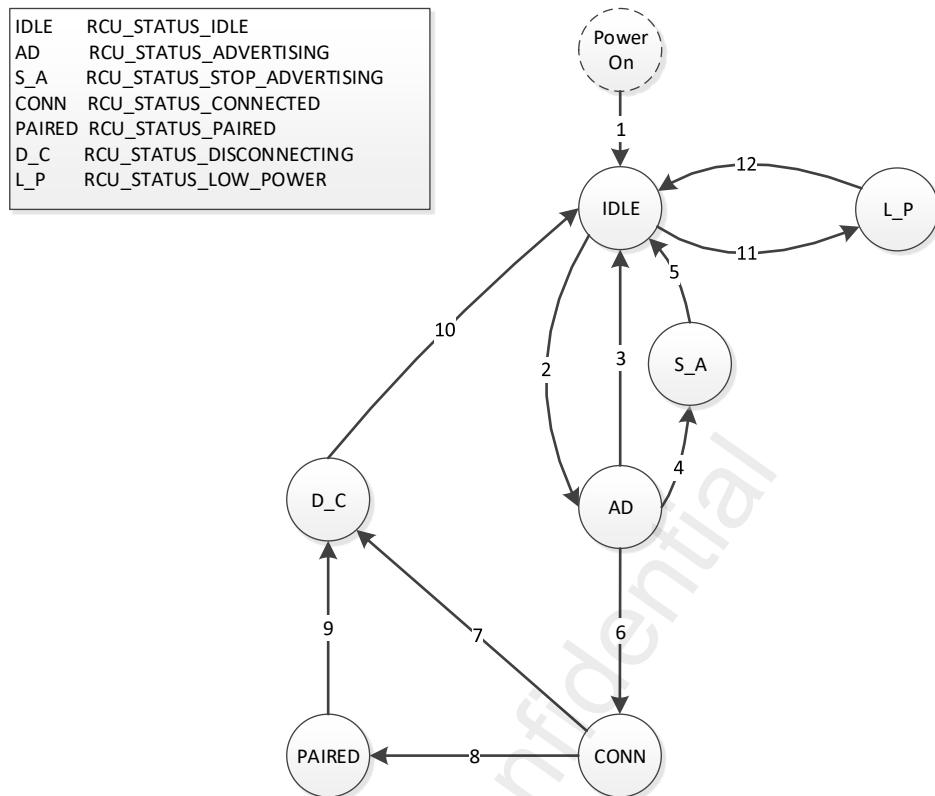 IDLE RCU_STATUS_IDLE
AD RCU_STATUS_ADVERTISING
S_A RCU_STATUS_STOP_ADVERTISING
CONN RCU_STATUS_CONNECTED
PAIRED RCU_STATUS_PAIRED
D_C RCU_STATUS_DISCONNECTING
L_P RCU_STATUS_LOW_POWER
Power
On
1
12
IDLE
L_P
11
5
10
2
3
S_A
4
D_C
AD
9
7
6
PAIRED
8
CONN
nfidential